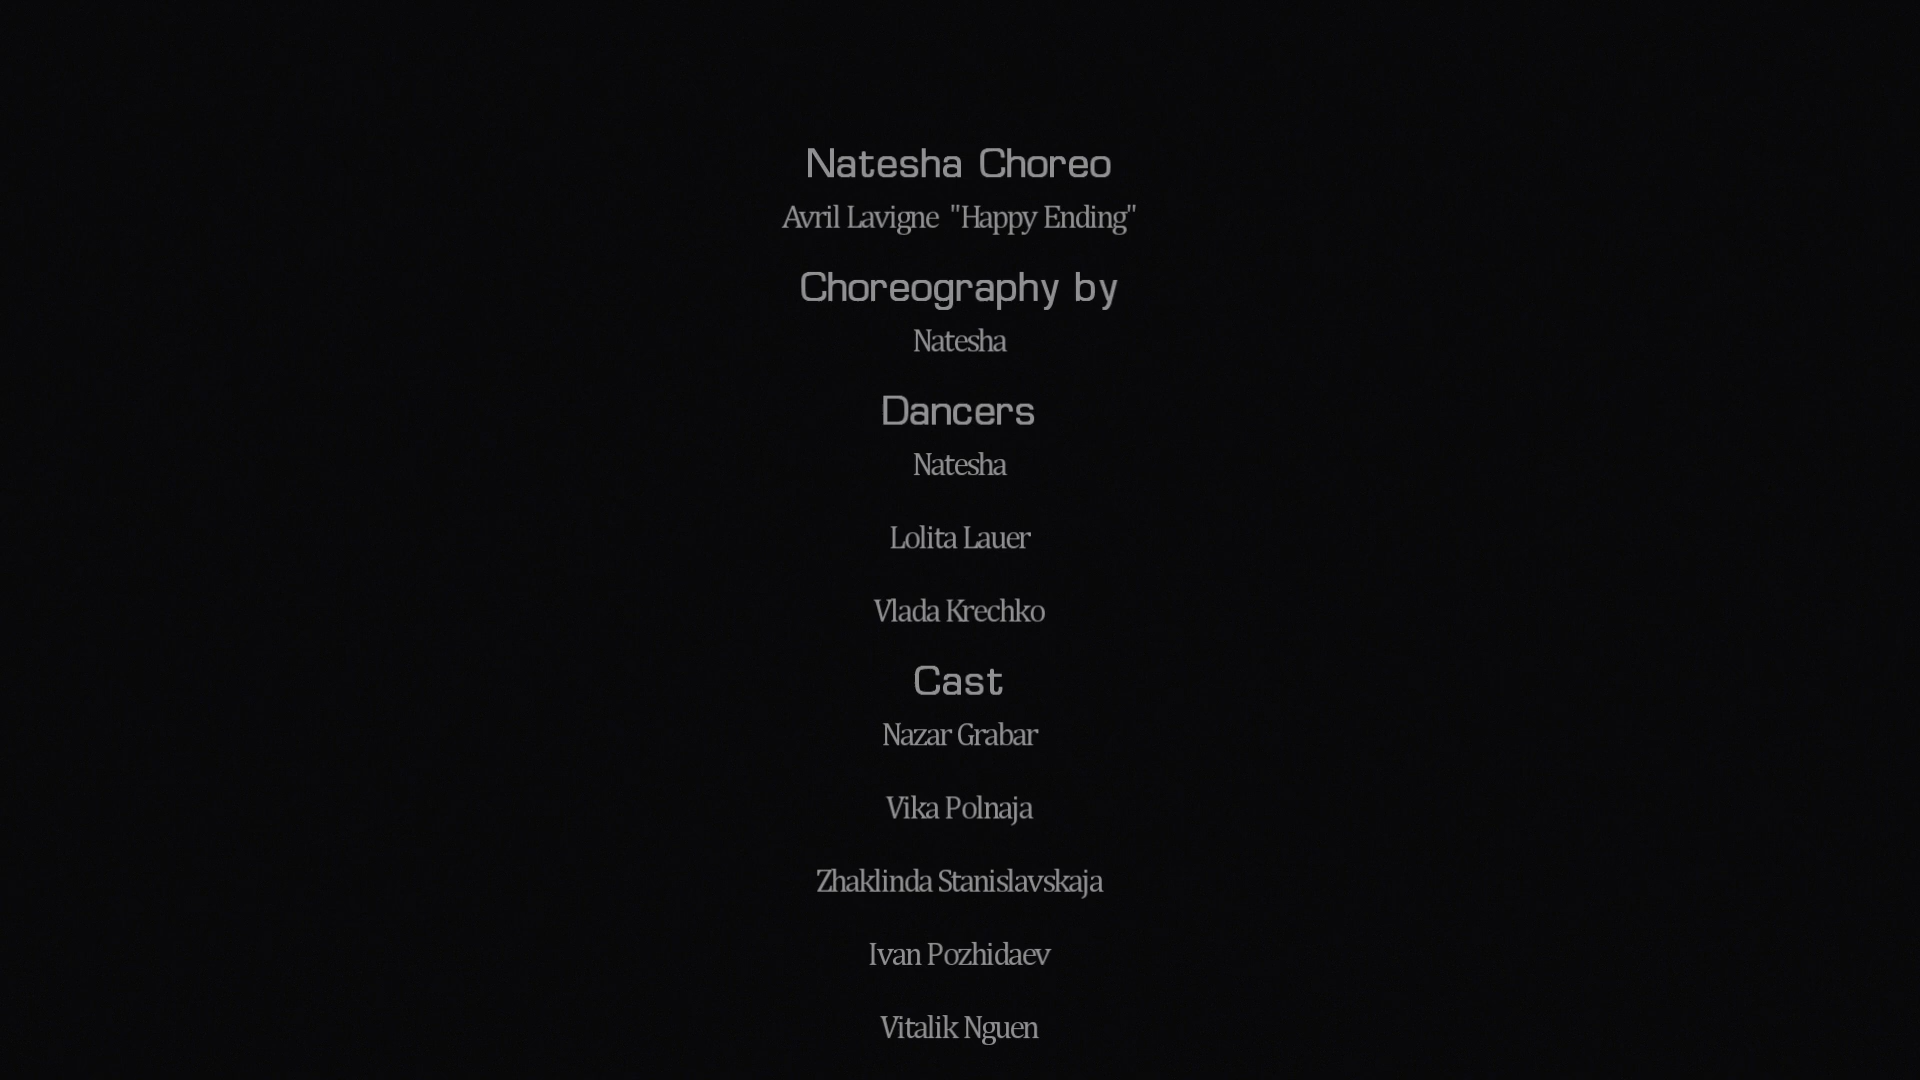 Natesha Choreo
Avril Lavigne "Happy Ending"
Choreography by
Natesha
Dancers
Natesha
Lolita Lauer
Vlada Krechko
Cast
Nazar Grabar
Vika Polnaja
Zhaklinda Stanislavskaja
Ivan Pozhidaev
Vitalik Nguen